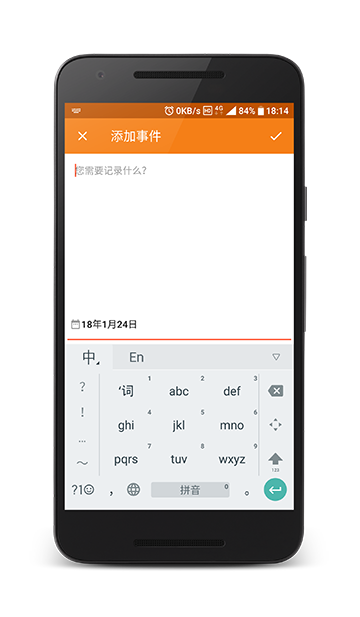 0KB/s HD 4G 84% 18:14
添加事件
您需要记录什么?
18年1月24日
中 En
? '词 1 abc 2 def 3
! ghi 4 jkl 5 mno 6
... pqrs 7 tuv 8 wxyz 9
～ 123
?1☺ , 拼音 0 。